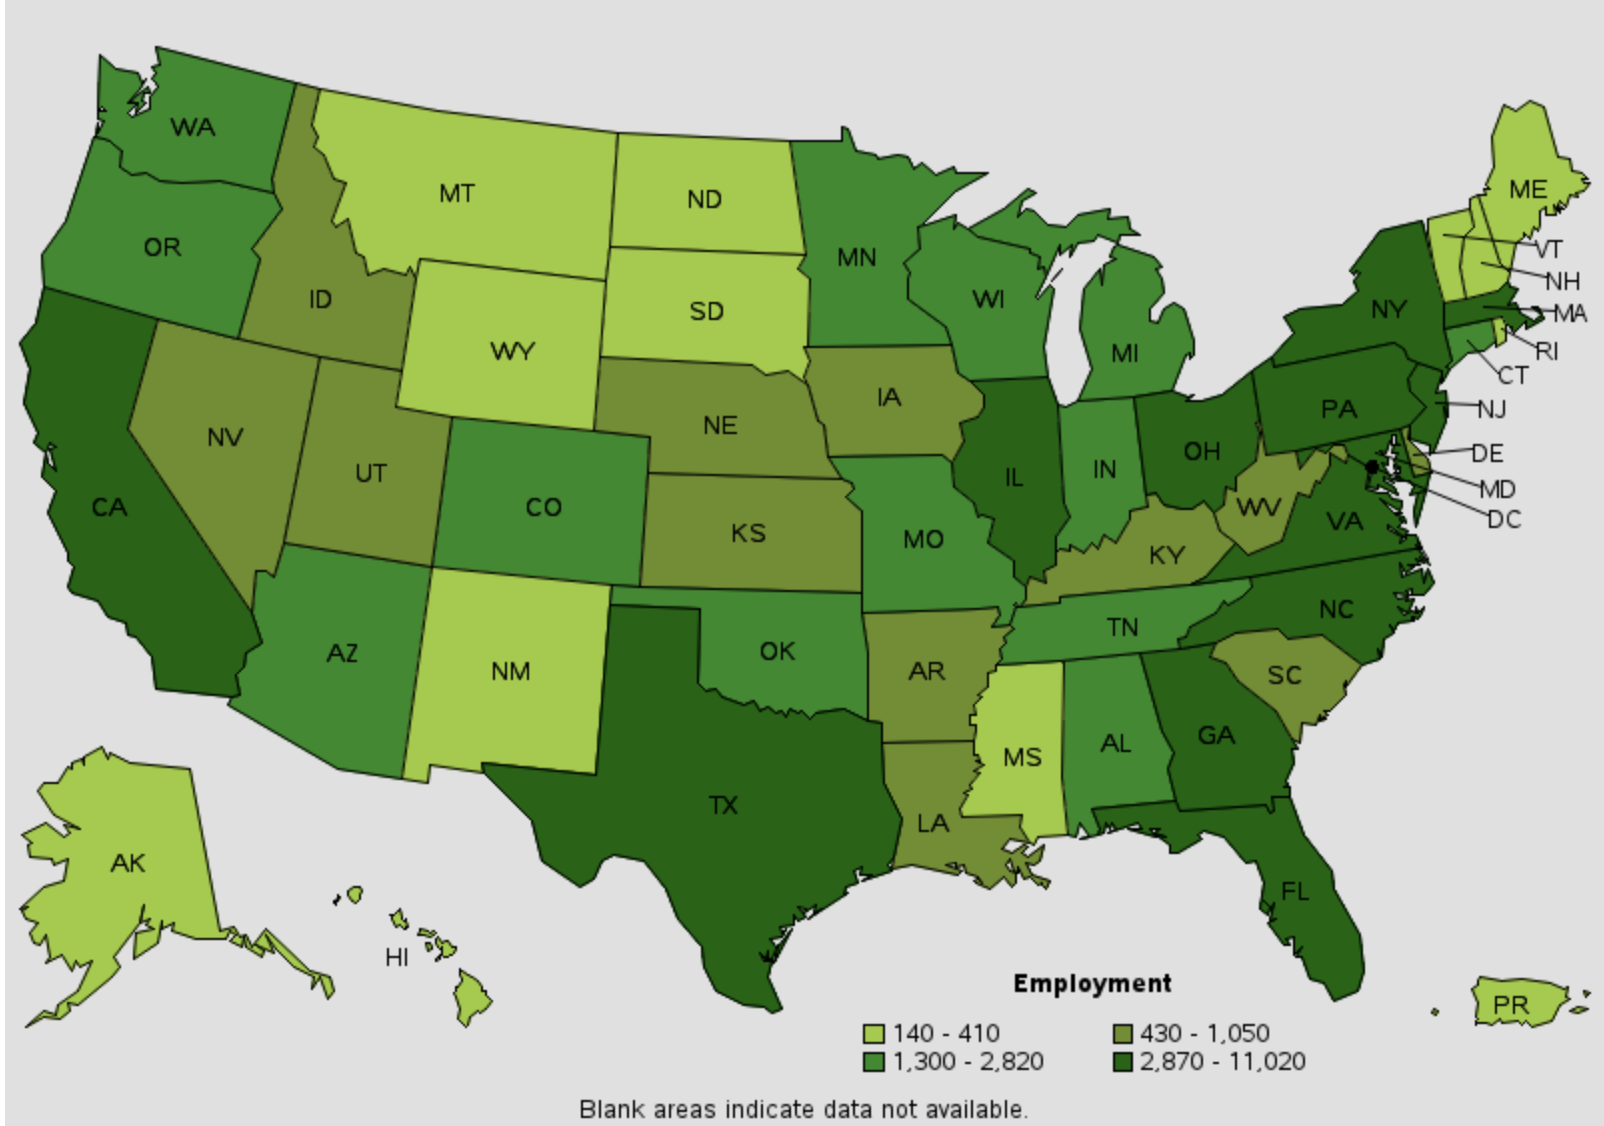 WA
MT
ND
ME
OR
MN
VT
ID
WI
NH
SD
NY
MA
WY
MI
RI
CT
IA
PA
NJ
NV
NE
UT
OH
DE
IL
IN
MD
CA
CO
WV
VA
DC
KS
MO
KY
NC
TN
AZ
OK
NM
AR
SC
GA
AL
MS
TX
LA
AK
FL
HI
PR
Employment
140 - 410 430 - 1,050
1,300 - 2,820 2,870 - 11,020
Blank areas indicate data not available.